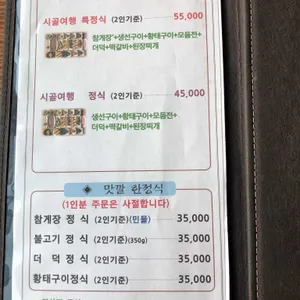 시골여행 특정식 (2인기준) 55,000
참게장+생선구이+황태구이+모듬전+
더덕+떡갈비+된장찌개
시골여행 정식 (2인기준) 45,000
생선구이+황태구이+모듬전+
더덕+떡갈비+된장찌개
맛깔 한정식
(1인분 주문은 사절합니다)
참게장 정 식 (2인기준)(민물) 35,000
불고기 정 식 (2인기준)(350g) 35,000
더 덕 정 식 (2인기준) 35,000
황태구이정식 (2인기준) 35,000